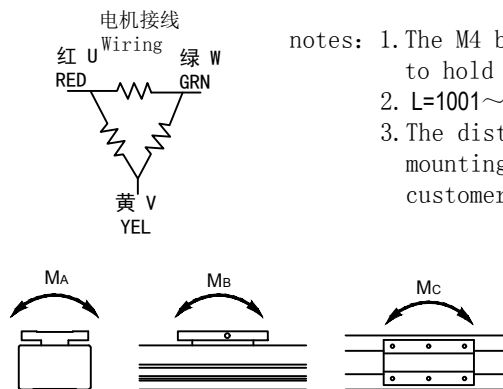 电机接线
Wiring
红 U
RED
绿 W
GRN
黄 V
YEL
notes: 1.The M4 b
to hold
2. L=1001～
3.The dist
mounting
customer
MA
MB
MC